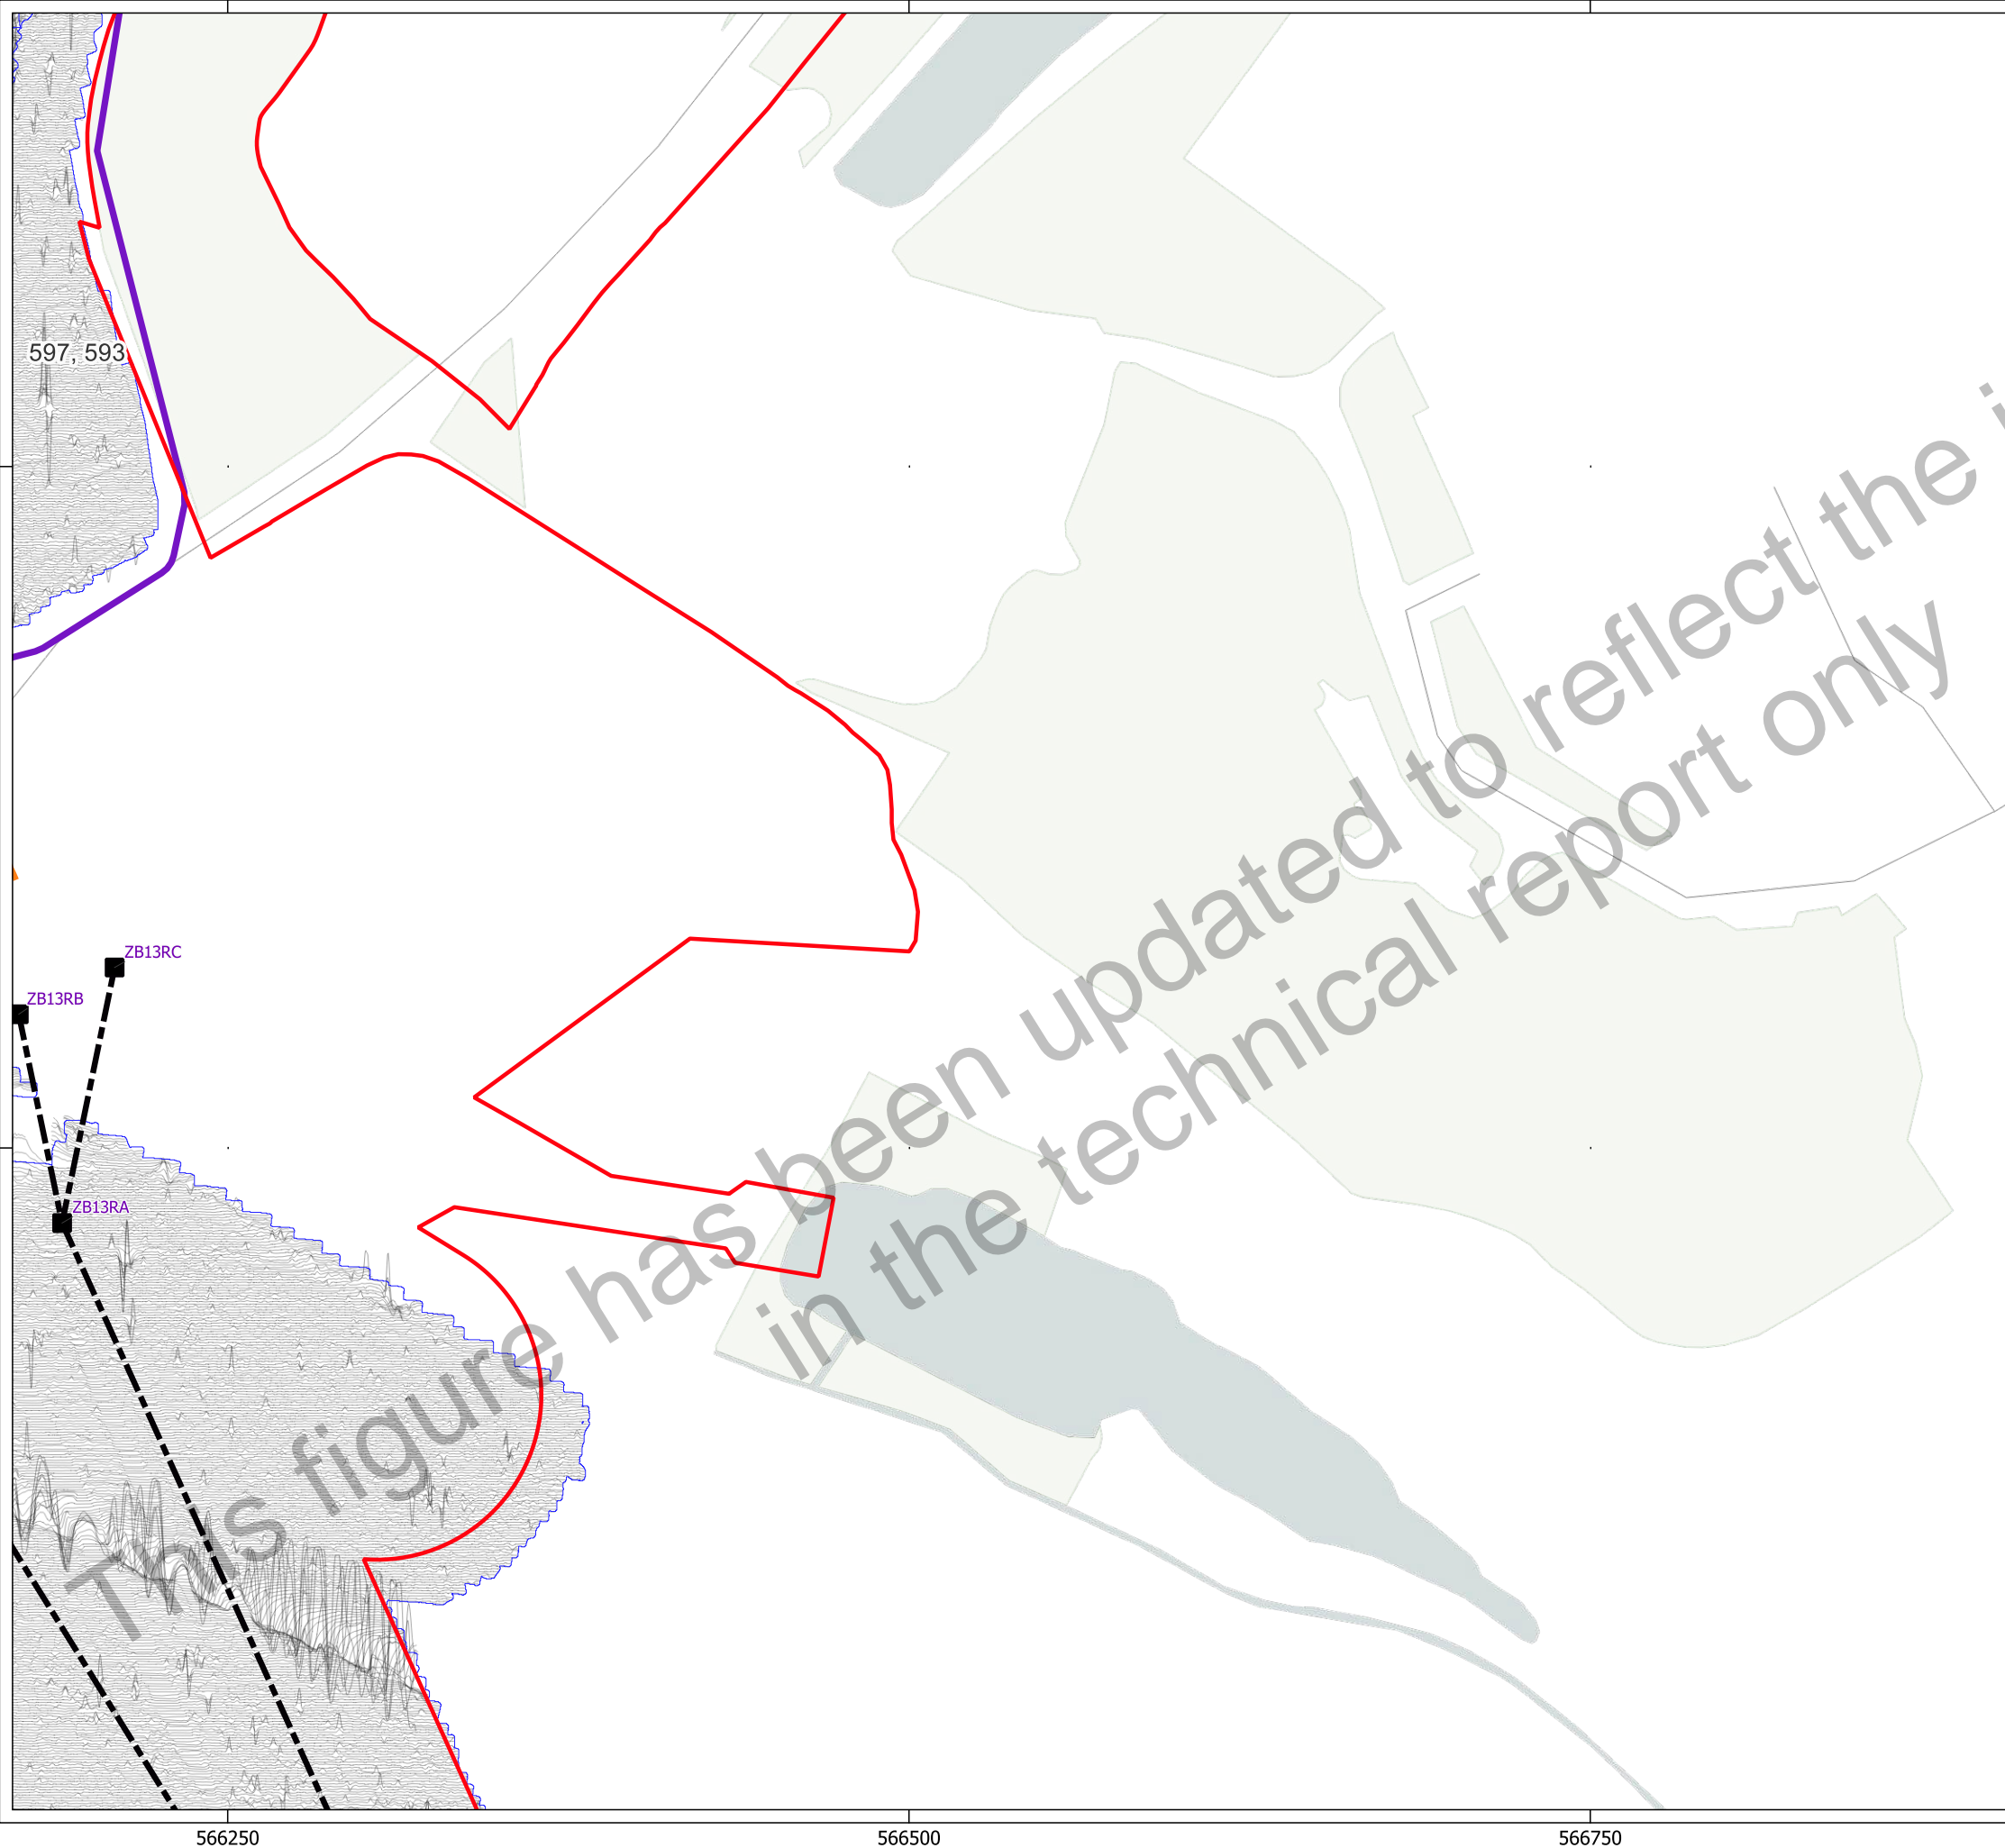 597, 593
ZB13RC
ZB13RB
ZB13RA
This figure has been updated to reflect the
in the technical report only
566250
566500
566750